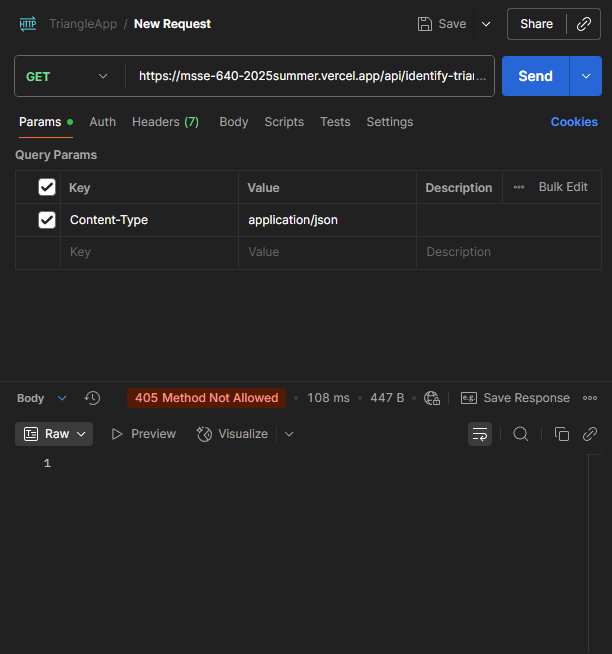 HTTP TriangleApp / New Request Save Share
GET https://msse-640-2025summer.vercel.app/api/identify-tria... Send
Params Auth Headers (7) Body Scripts Tests Settings Cookies
Query Params
Key Value Description Bulk Edit
Content-Type application/json
Key Value Description
Body 405 Method Not Allowed 108 ms 447 B e.g. Save Response
Raw Preview Visualize
1